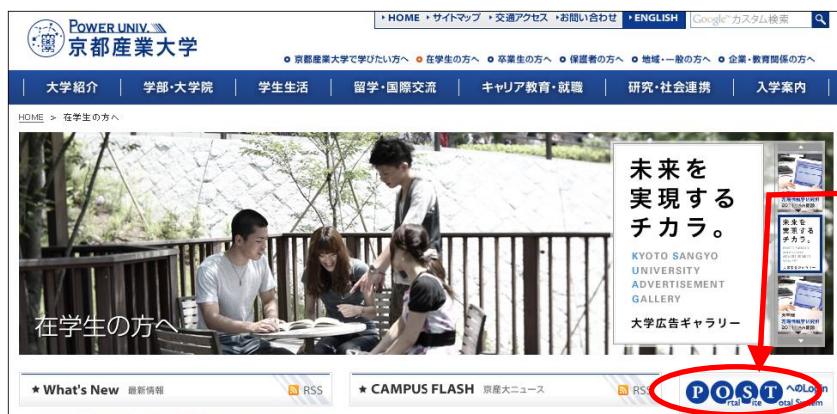 POWER UNIV.
京都産業大学
HOME サイトマップ 交通アクセス お問い合わせ ENGLISH Google™ カスタム検索
京都産業大学で学びたい方へ 在学生の方へ 卒業生の方へ 保護者の方へ 地域・一般の方へ 企業・教育関係の方へ
大学紹介 学部・大学院 学生生活 留学・国際交流 キャリア教育・就職 研究・社会連携 入学案内
HOME > 在学生の方へ
未来を
実現する
チカラ。
KYOTO SANGYO
UNIVERSITY
ADVERTISEMENT
GALLERY
大学広告ギャラリー
未来を
実現する
チカラ。
在学生の方へ
★ What's New 最新情報 RSS
★ CAMPUS FLASH 京産大ニュース RSS
POST へのLogin
rtal ite otal System